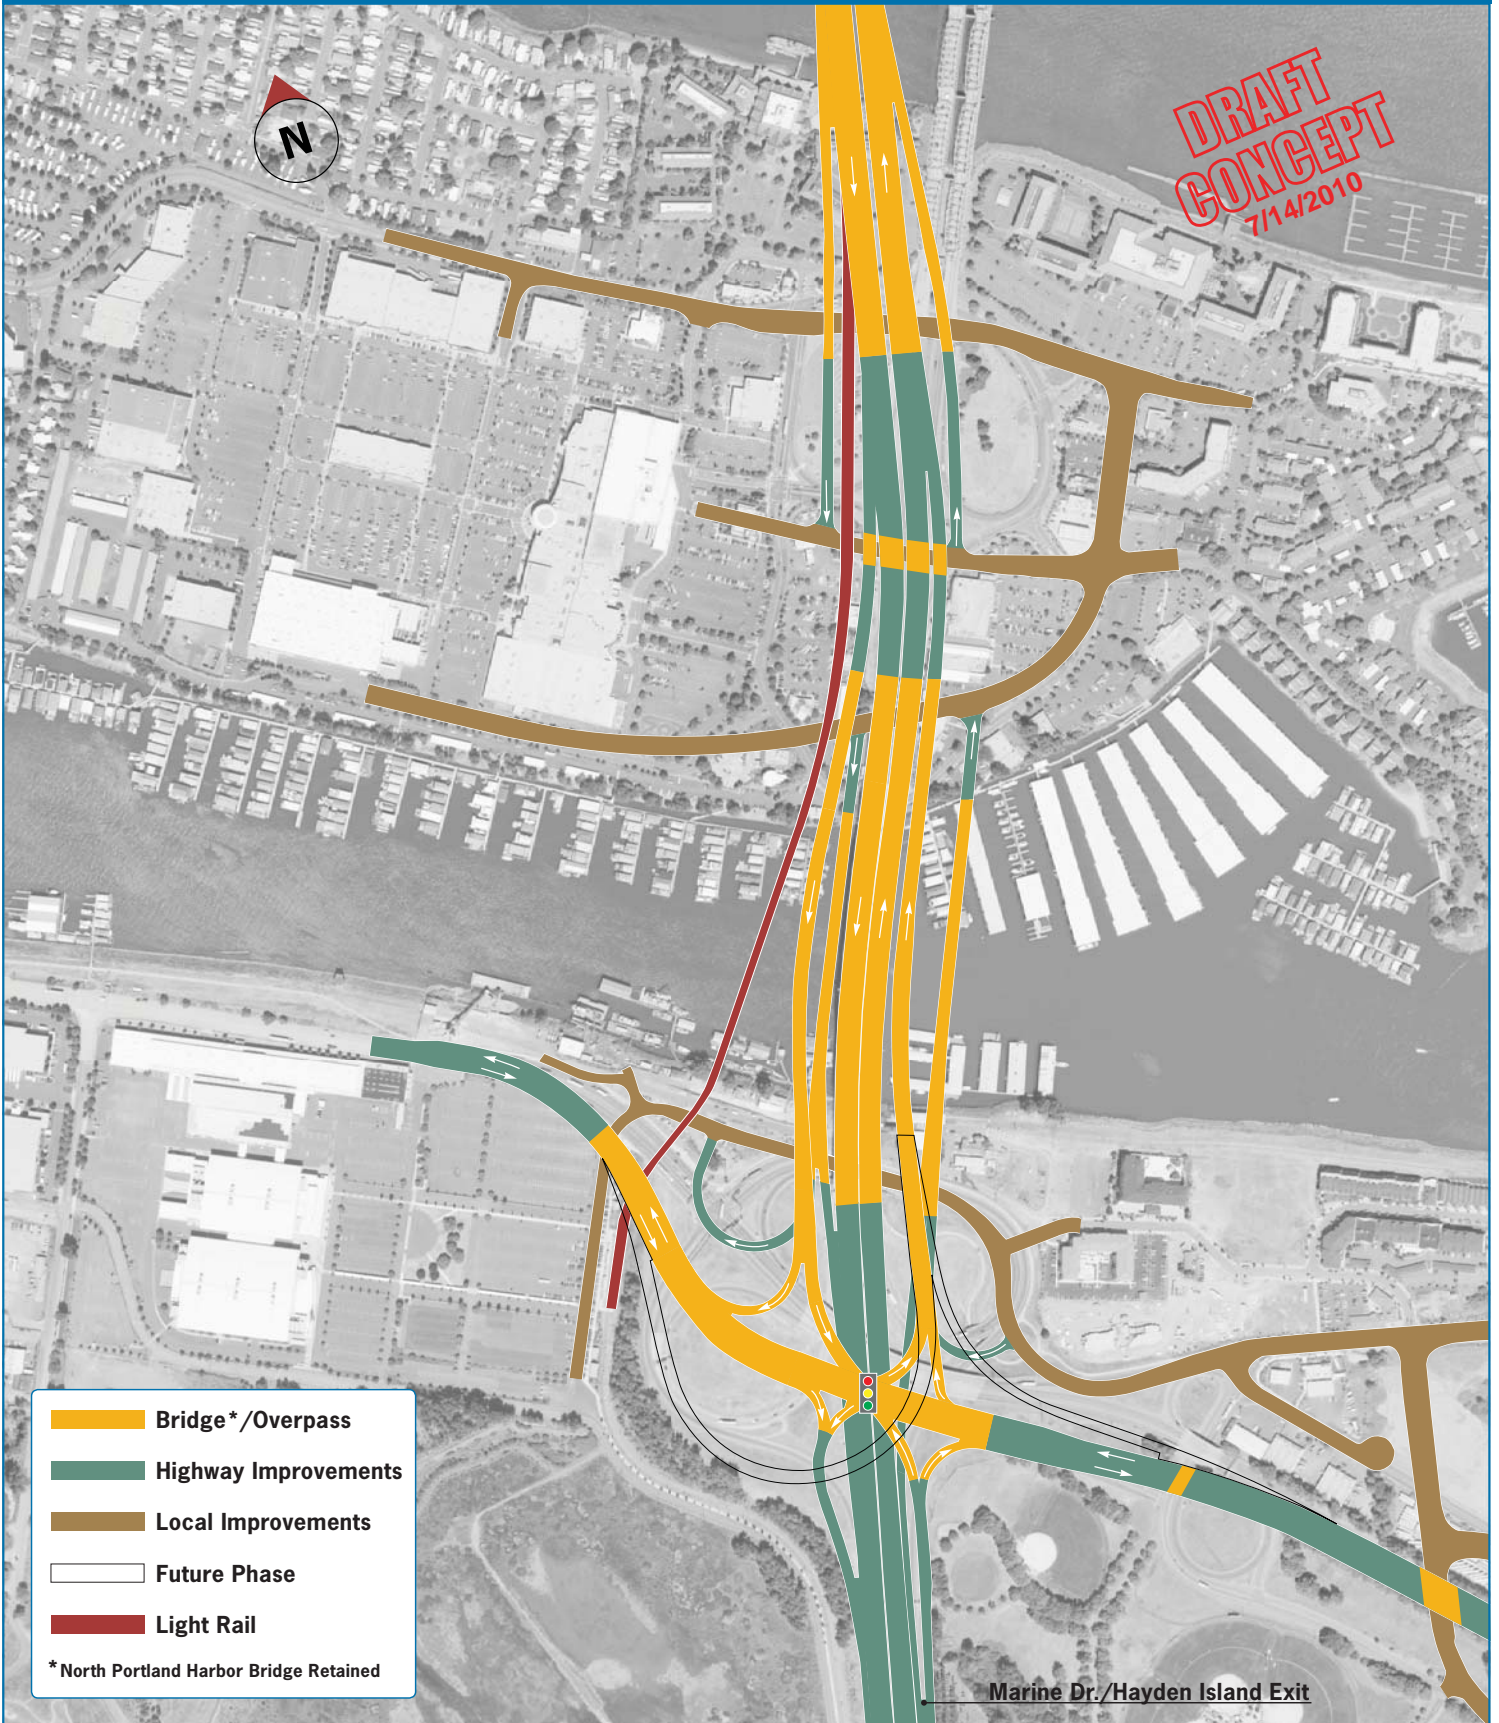 DRAFT
CONCEPT
7/14/2010
N
Bridge*/Overpass
Highway Improvements
Local Improvements
Future Phase
Light Rail
*North Portland Harbor Bridge Retained
Marine Dr./Hayden Island Exit